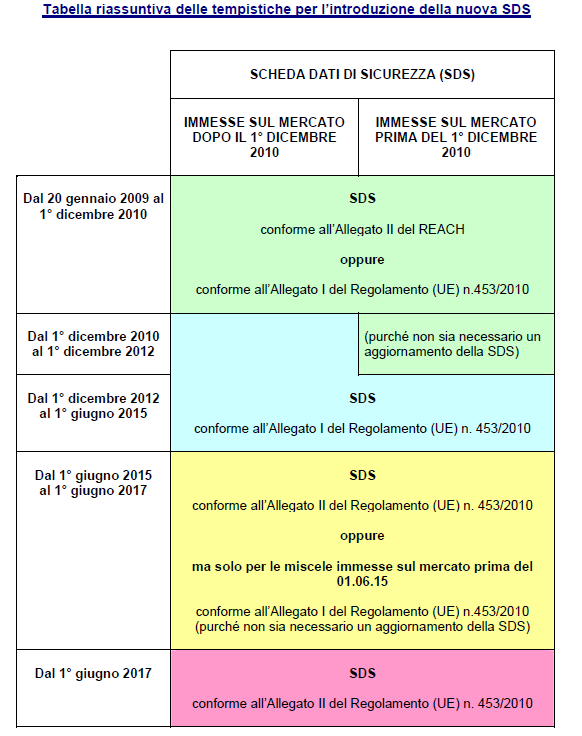 Tabella riassuntiva delle tempistiche per l'introduzione della nuova SDS
SCHEDA DATI DI SICUREZZA (SDS)
IMMESSE SUL MERCATO
DOPO IL 1° DICEMBRE
2010
IMMESSE SUL MERCATO
PRIMA DEL 1° DICEMBRE
2010
Dal 20 gennaio 2009 al
1° dicembre 2010
SDS
conforme all'Allegato II del REACH
oppure
conforme all'Allegato I del Regolamento (UE) n.453/2010
Dal 1° dicembre 2010
al 1° dicembre 2012
(purché non sia necessario un
aggiornamento della SDS)
Dal 1° dicembre 2012
al 1° giugno 2015
SDS
conforme all'Allegato I del Regolamento (UE) n. 453/2010
Dal 1° giugno 2015
al 1° giugno 2017
SDS
conforme all'Allegato II del Regolamento (UE) n. 453/2010
oppure
ma solo per le miscele immesse sul mercato prima del
01.06.15
conforme all'Allegato I del Regolamento (UE) n.453/2010
(purché non sia necessario un aggiornamento della SDS)
Dal 1° giugno 2017
SDS
conforme all'Allegato II del Regolamento (UE) n. 453/2010